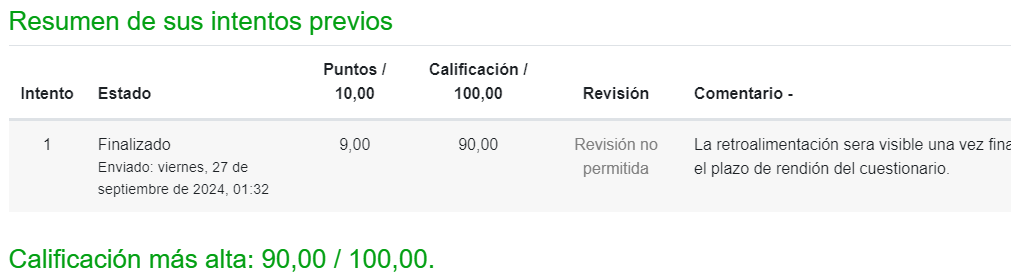 Resumen de sus intentos previos
Puntos / Calificación /
Intento Estado 10,00 100,00 Revisión Comentario -
1 Finalizado 9,00 90,00 Revisión no La retroalimentación sera visible una vez fina
Enviado: viernes, 27 de permitida el plazo de rendión del cuestionario.
septiembre de 2024, 01:32
Calificación más alta: 90,00 / 100,00.